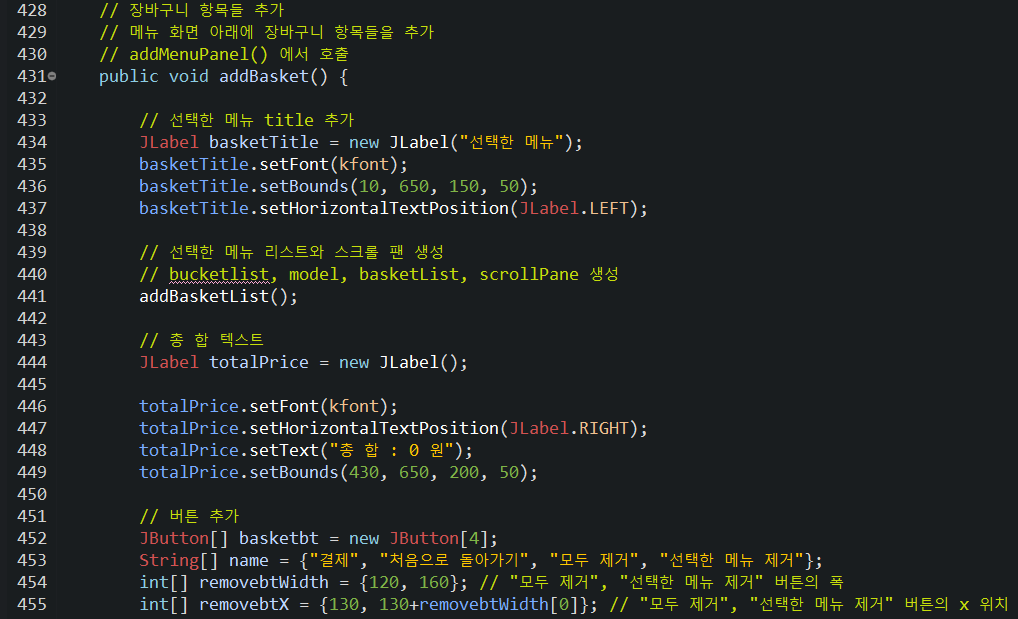 428 // 장바구니 항목들 추가
429 // 메뉴 화면 아래에 장바구니 항목들을 추가
430 // addMenuPanel() 에서 호출
431 public void addBasket() {
432
433 // 선택한 메뉴 title 추가
434 JLabel basketTitle = new JLabel("선택한 메뉴");
435 basketTitle.setFont(kfont);
436 basketTitle.setBounds(10, 650, 150, 50);
437 basketTitle.setHorizontalTextPosition(JLabel.LEFT);
438
439 // 선택한 메뉴 리스트와 스크롤 팬 생성
440 // bucketlist, model, basketList, scrollPane 생성
441 addBasketList();
442
443 // 총 합 텍스트
444 JLabel totalPrice = new JLabel();
445
446 totalPrice.setFont(kfont);
447 totalPrice.setHorizontalTextPosition(JLabel.RIGHT);
448 totalPrice.setText("총 합 : 0 원");
449 totalPrice.setBounds(430, 650, 200, 50);
450
451 // 버튼 추가
452 JButton[] basketbt = new JButton[4];
453 String[] name = {"결제", "처음으로 돌아가기", "모두 제거", "선택한 메뉴 제거"};
454 int[] removebtWidth = {120, 160}; // "모두 제거", "선택한 메뉴 제거" 버튼의 폭
455 int[] removebtX = {130, 130+removebtWidth[0]}; // "모두 제거", "선택한 메뉴 제거" 버튼의 x 위치